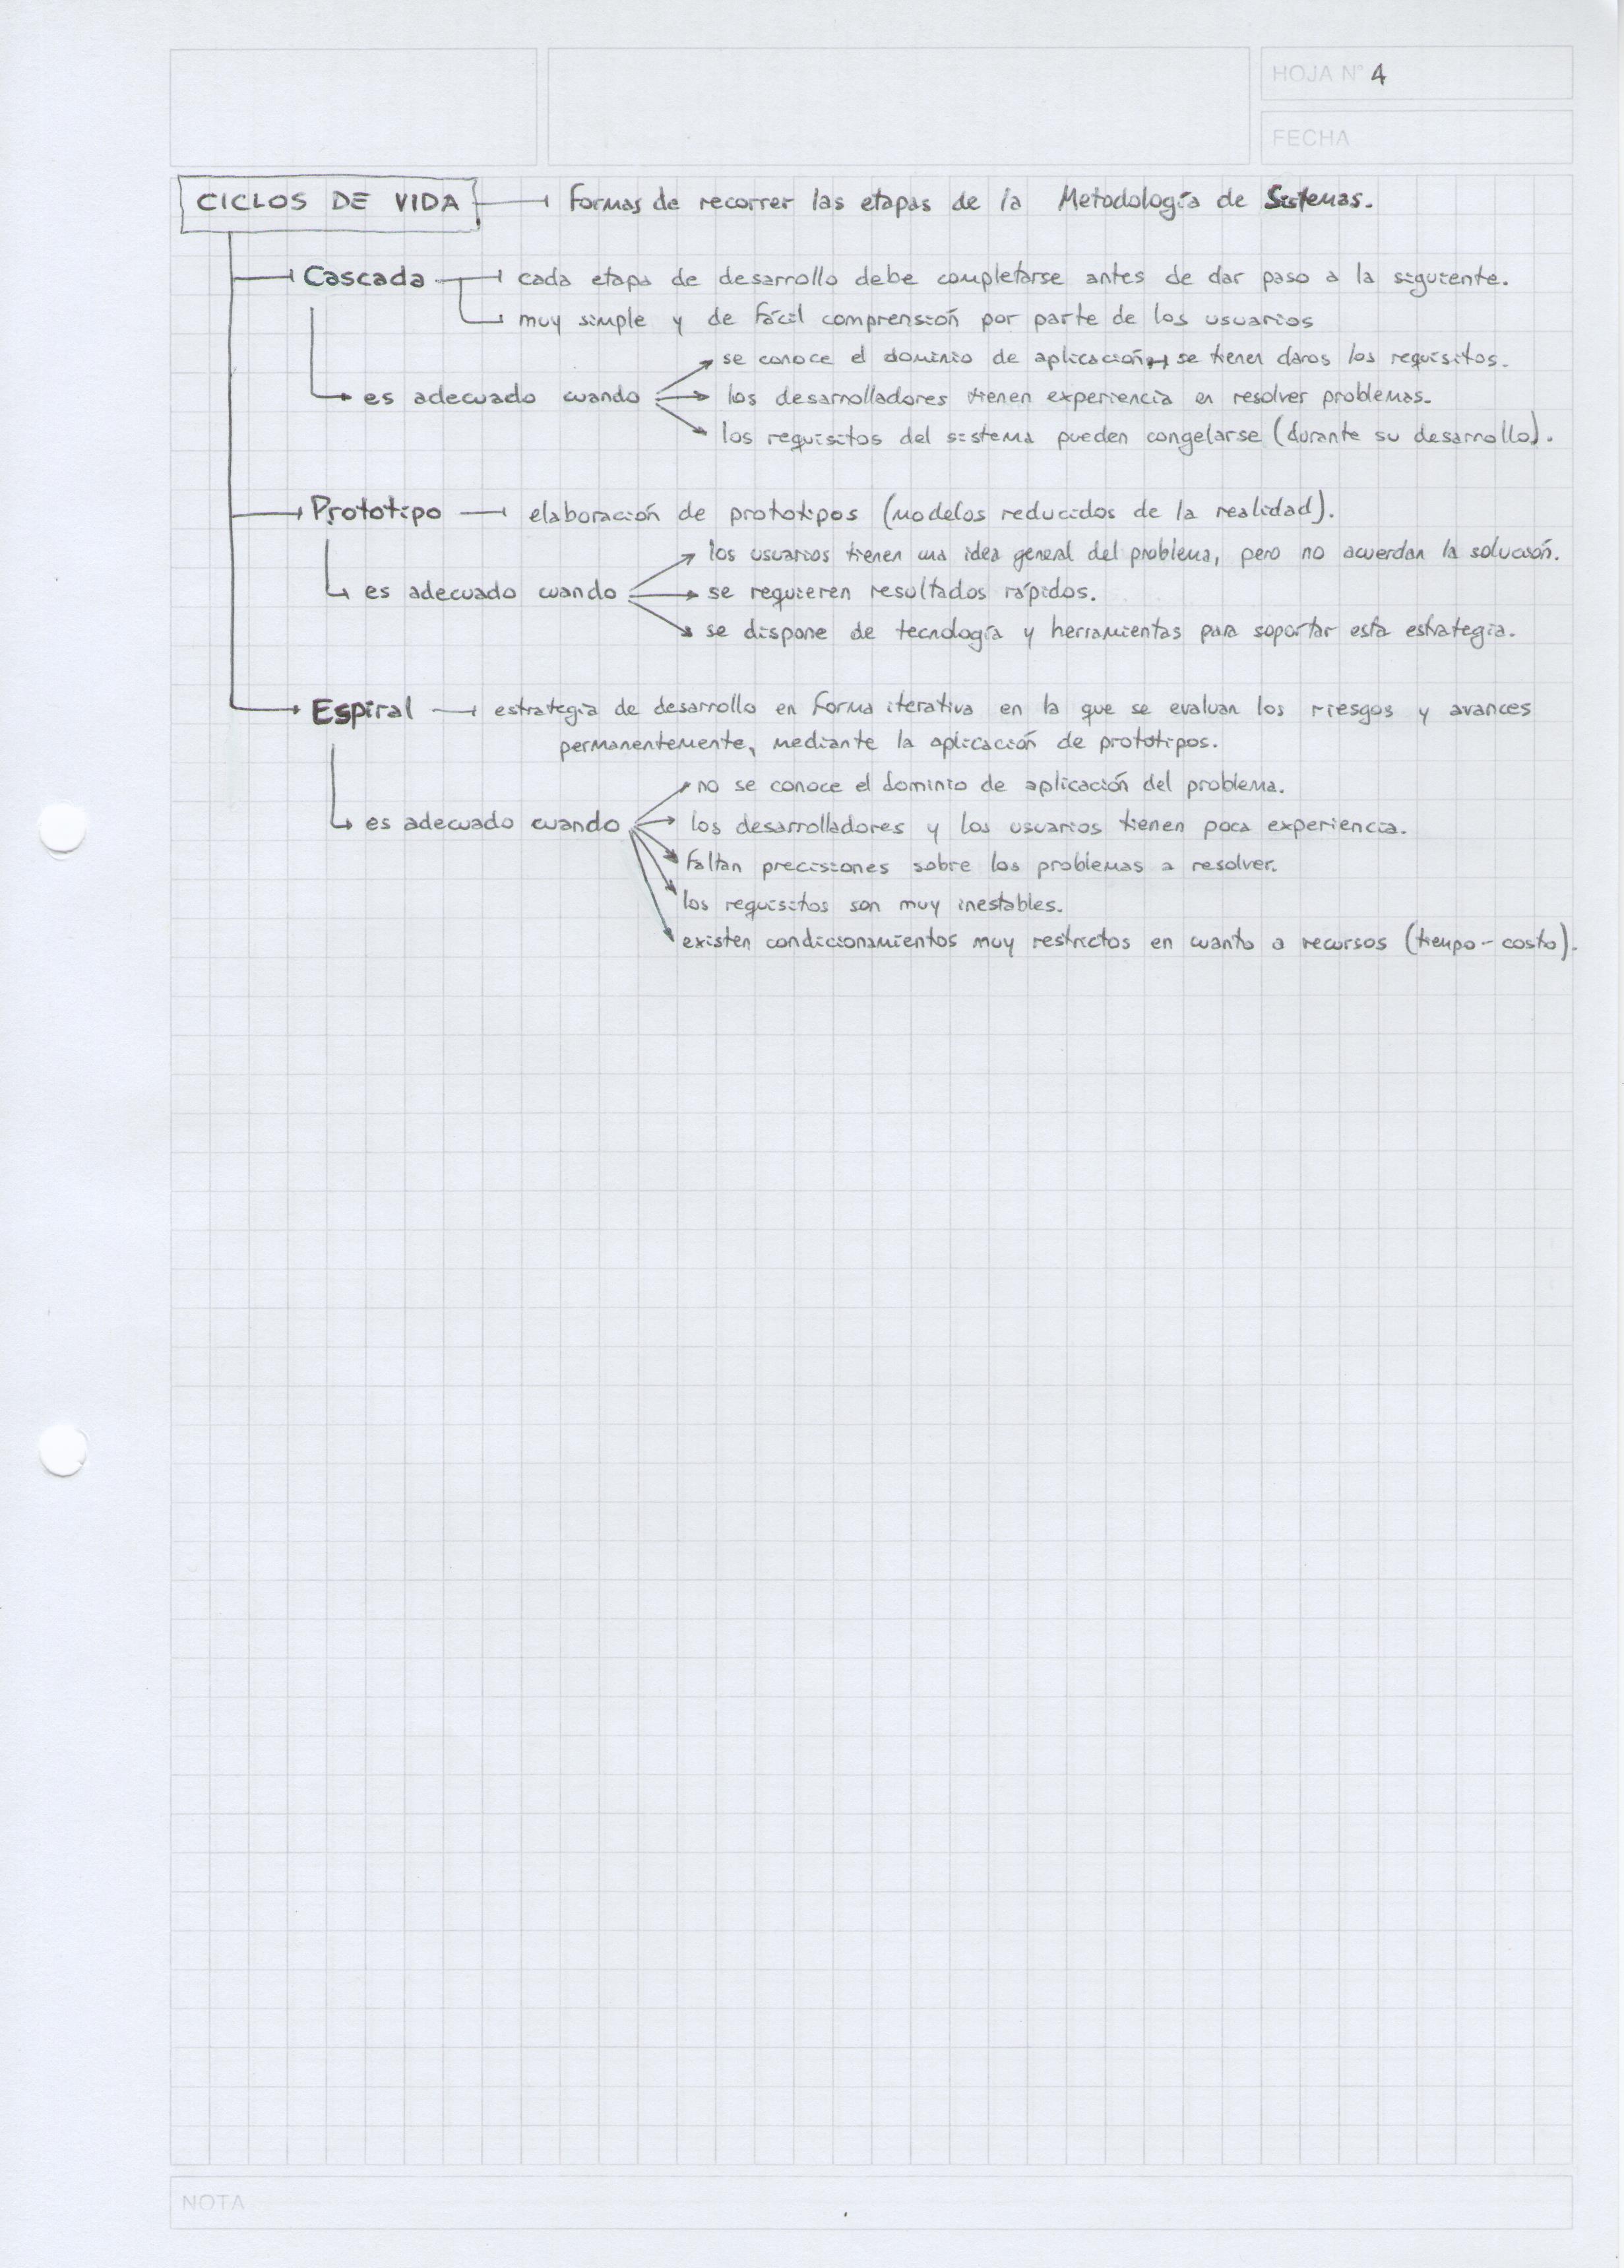 HOJA N° 4
FECHA
CICLOS DE VIDA → formas de recorrer las etapas de la Metodología de Sistemas.
Cascada → cada etapa de desarrollo debe completarse antes de dar paso a la siguiente.
→ muy simple y de fácil comprensión por parte de los usuarios
→ se conoce el dominio de aplicación → se tienen claros los requisitos.
→ es adecuado cuando → los desarrolladores tienen experiencia en resolver problemas.
→ los requisitos del sistema pueden congelarse (durante su desarrollo).
Prototipo → elaboración de prototipos (modelos reducidos de la realidad).
→ los usuarios tienen una idea general del problema, pero no acuerdan la solución.
→ es adecuado cuando → se requieren resultados rápidos.
→ se dispone de tecnología y herramientas para soportar esta estrategia.
Espiral → estrategia de desarrollo en forma iterativa en la que se evaluan los riesgos y avances
permanentemente, mediante la aplicación de prototipos.
→ no se conoce el dominio de aplicación del problema.
→ es adecuado cuando → los desarrolladores y los usuarios tienen poca experiencia.
→ faltan precisiones sobre los problemas a resolver.
→ los requisitos son muy inestables.
→ existen condicionamientos muy restrictos en cuanto a recursos (tiempo - costo).
NOTA